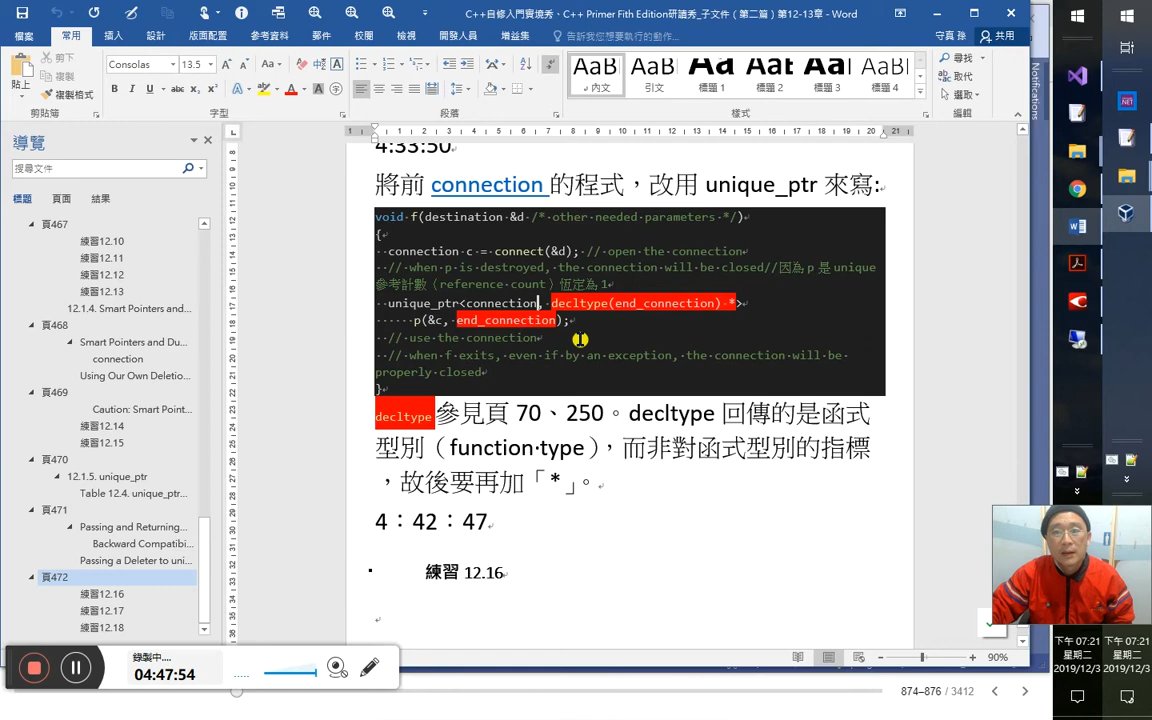 C++自修入門實境秀、C++ Primer Fith Edition研讀秀_子文件（第二篇）第12-13章 - Word
檔案 常用 插入 設計 版面配置 參考資料 郵件 校閱 檢視 開發人員 增益集 告訴我您想要執行的動作... 守真 孫 共用
剪下
複製
複製格式
貼上
Consolas 13.5
AaB AaBb AaB AaB AaB AaBb
內文 引文 標題 1 標題 2 標題 3 標題 4
尋找
取代
選取
剪貼簿 字型 段落 樣式 編輯
Notifications
導覽
搜尋文件
標題 頁面 結果
頁467
練習12.10
練習12.11
練習12.12
練習12.13
12.1.4. Smart Pointers and
頁468
Smart Pointers and Du...
connection
Using Our Own Deletio...
頁469
Caution: Smart Point...
練習12.14
練習12.15
頁470
12.1.5. unique_ptr
Table 12.4. unique_ptr...
頁471
Passing and Returning...
Backward Compatibi...
Passing a Deleter to uni...
頁472
練習12.16
練習12.17
練習12.18
4:33:50
將前 connection 的程式，改用 unique_ptr 來寫:
void f(destination &d /* other needed parameters */)
{
connection c = connect(&d); // open the connection
// when p is destroyed, the connection will be closed//因為 p 是 unique
參考計數（reference count）恆定為 1
unique_ptr<connection, decltype(end_connection) *>
p(&c, end_connection);
// use the connection
// when f exits, even if by an exception, the connection will be
properly closed
}
decltype參見頁 70、250。decltype 回傳的是函式
型別（function type），而非對函式型別的指標
，故後要再加「*」。
4：42：47
練習 12.16
錄製中....
04:47:54
90%
874–876 / 3412
下午 07:21 下午 07:21
星期二 星期二
2019/12/3 2019/12/3